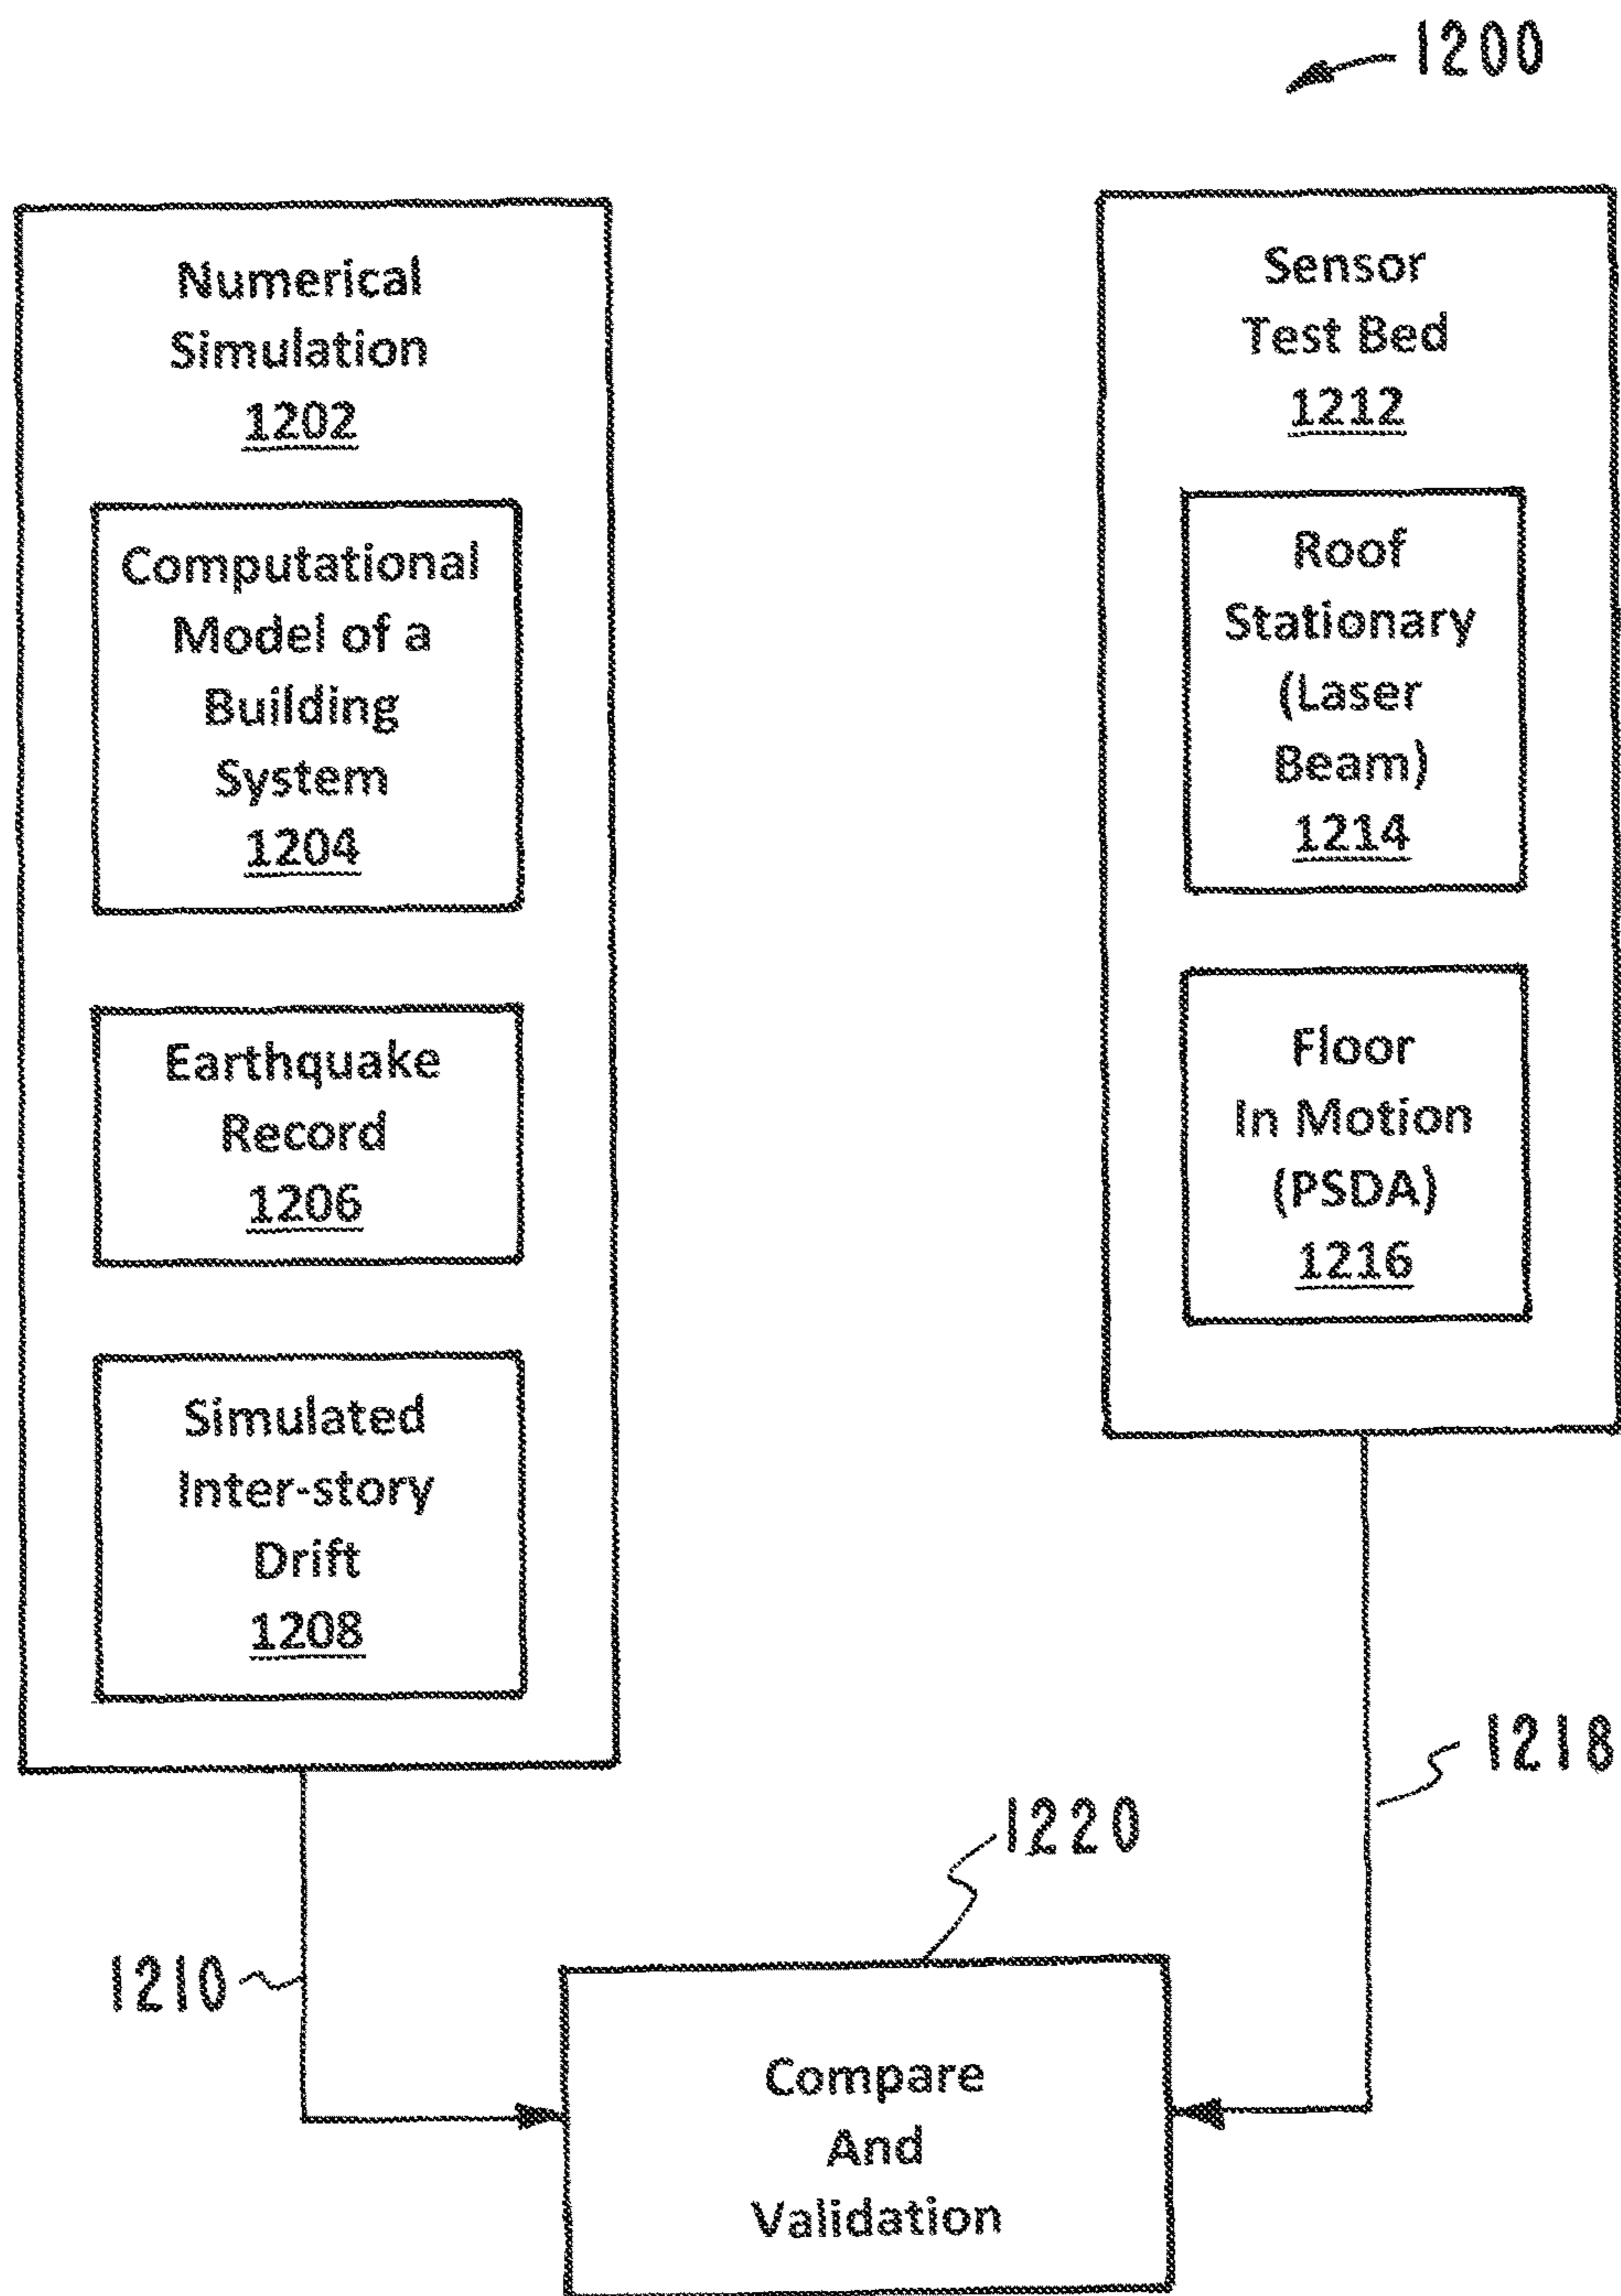 1200
Numerical
Simulation
1202
Computational
Model of a
Building
System
1204
Earthquake
Record
1206
Simulated
Inter-story
Drift
1208
Sensor
Test Bed
1212
Roof
Stationary
(Laser
Beam)
1214
Floor
In Motion
(PSDA)
1216
1218
1220
1210
Compare
And
Validation